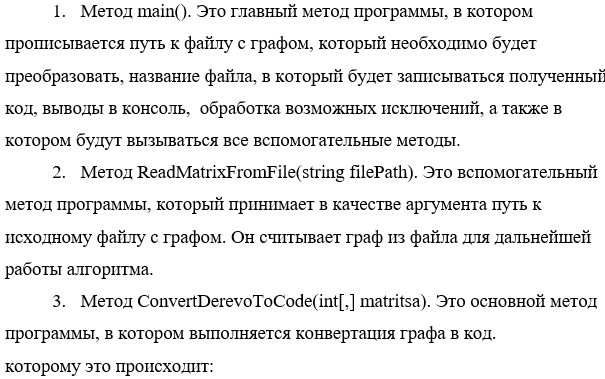 1. Метод main(). Это главный метод программы, в котором
прописывается путь к файлу с графом, который необходимо будет
преобразовать, название файла, в который будет записываться полученный
код, выводы в консоль, обработка возможных исключений, а также в
котором будут вызываться все вспомогательные методы.
2. Метод ReadMatrixFromFile(string filePath). Это вспомогательный
метод программы, который принимает в качестве аргумента путь к
исходному файлу с графом. Он считывает граф из файла для дальнейшей
работы алгоритма.
3. Метод ConvertDerevoToCode(int[,] matritsa). Это основной метод
программы, в котором выполняется конвертация графа в код.
которому это происходит: